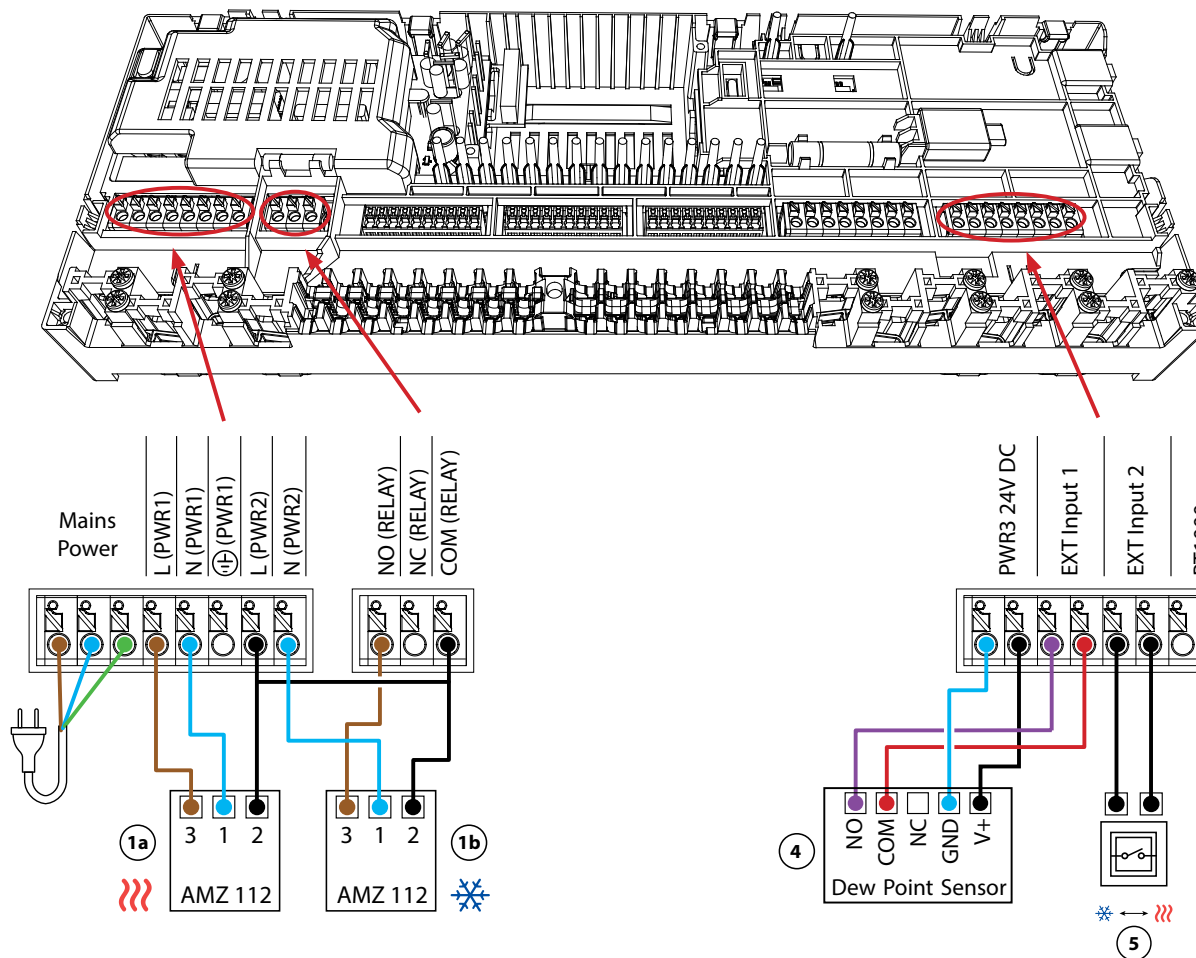 Mains
Power
L (PWR1)
N (PWR1)
(PWR1)
L (PWR2)
N (PWR2)
NO (RELAY)
NC (RELAY)
COM (RELAY)
PWR3 24V DC
EXT Input 1
EXT Input 2
3 1 2
AMZ 112
1a
3 1 2
AMZ 112
1b
4
NO
COM
NC
GND
V+
Dew Point Sensor
5